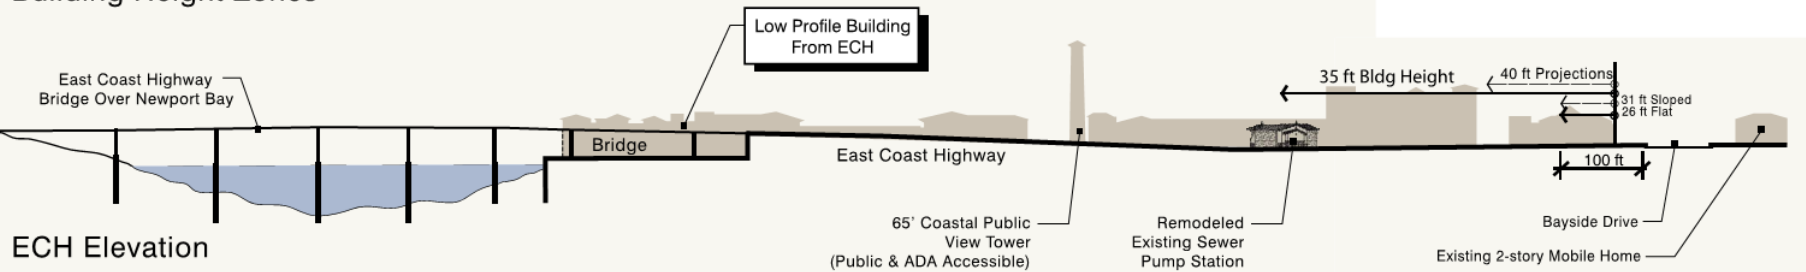 Building Height Zones
Low Profile Building
From ECH
East Coast Highway
Bridge Over Newport Bay
35 ft Bldg Height
40 ft Projections
31 ft Sloped
26 ft Flat
Bridge
East Coast Highway
100 ft
65' Coastal Public
View Tower
(Public & ADA Accessible)
Remodeled
Existing Sewer
Pump Station
Bayside Drive
Existing 2-story Mobile Home
ECH Elevation